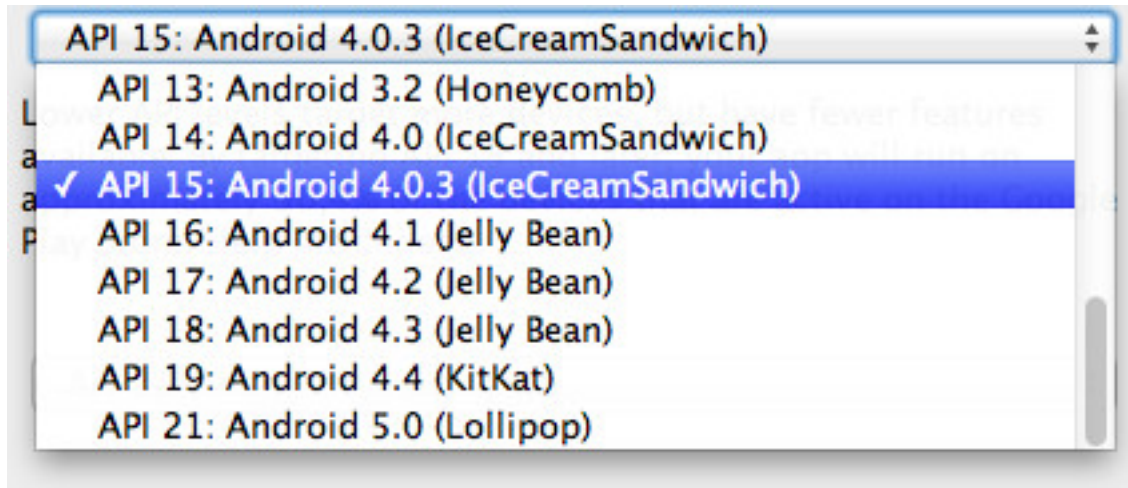 API 15: Android 4.0.3 (IceCreamSandwich)
API 13: Android 3.2 (Honeycomb)
API 14: Android 4.0 (IceCreamSandwich)
✓ API 15: Android 4.0.3 (IceCreamSandwich)
API 16: Android 4.1 (Jelly Bean)
API 17: Android 4.2 (Jelly Bean)
API 18: Android 4.3 (Jelly Bean)
API 19: Android 4.4 (KitKat)
API 21: Android 5.0 (Lollipop)